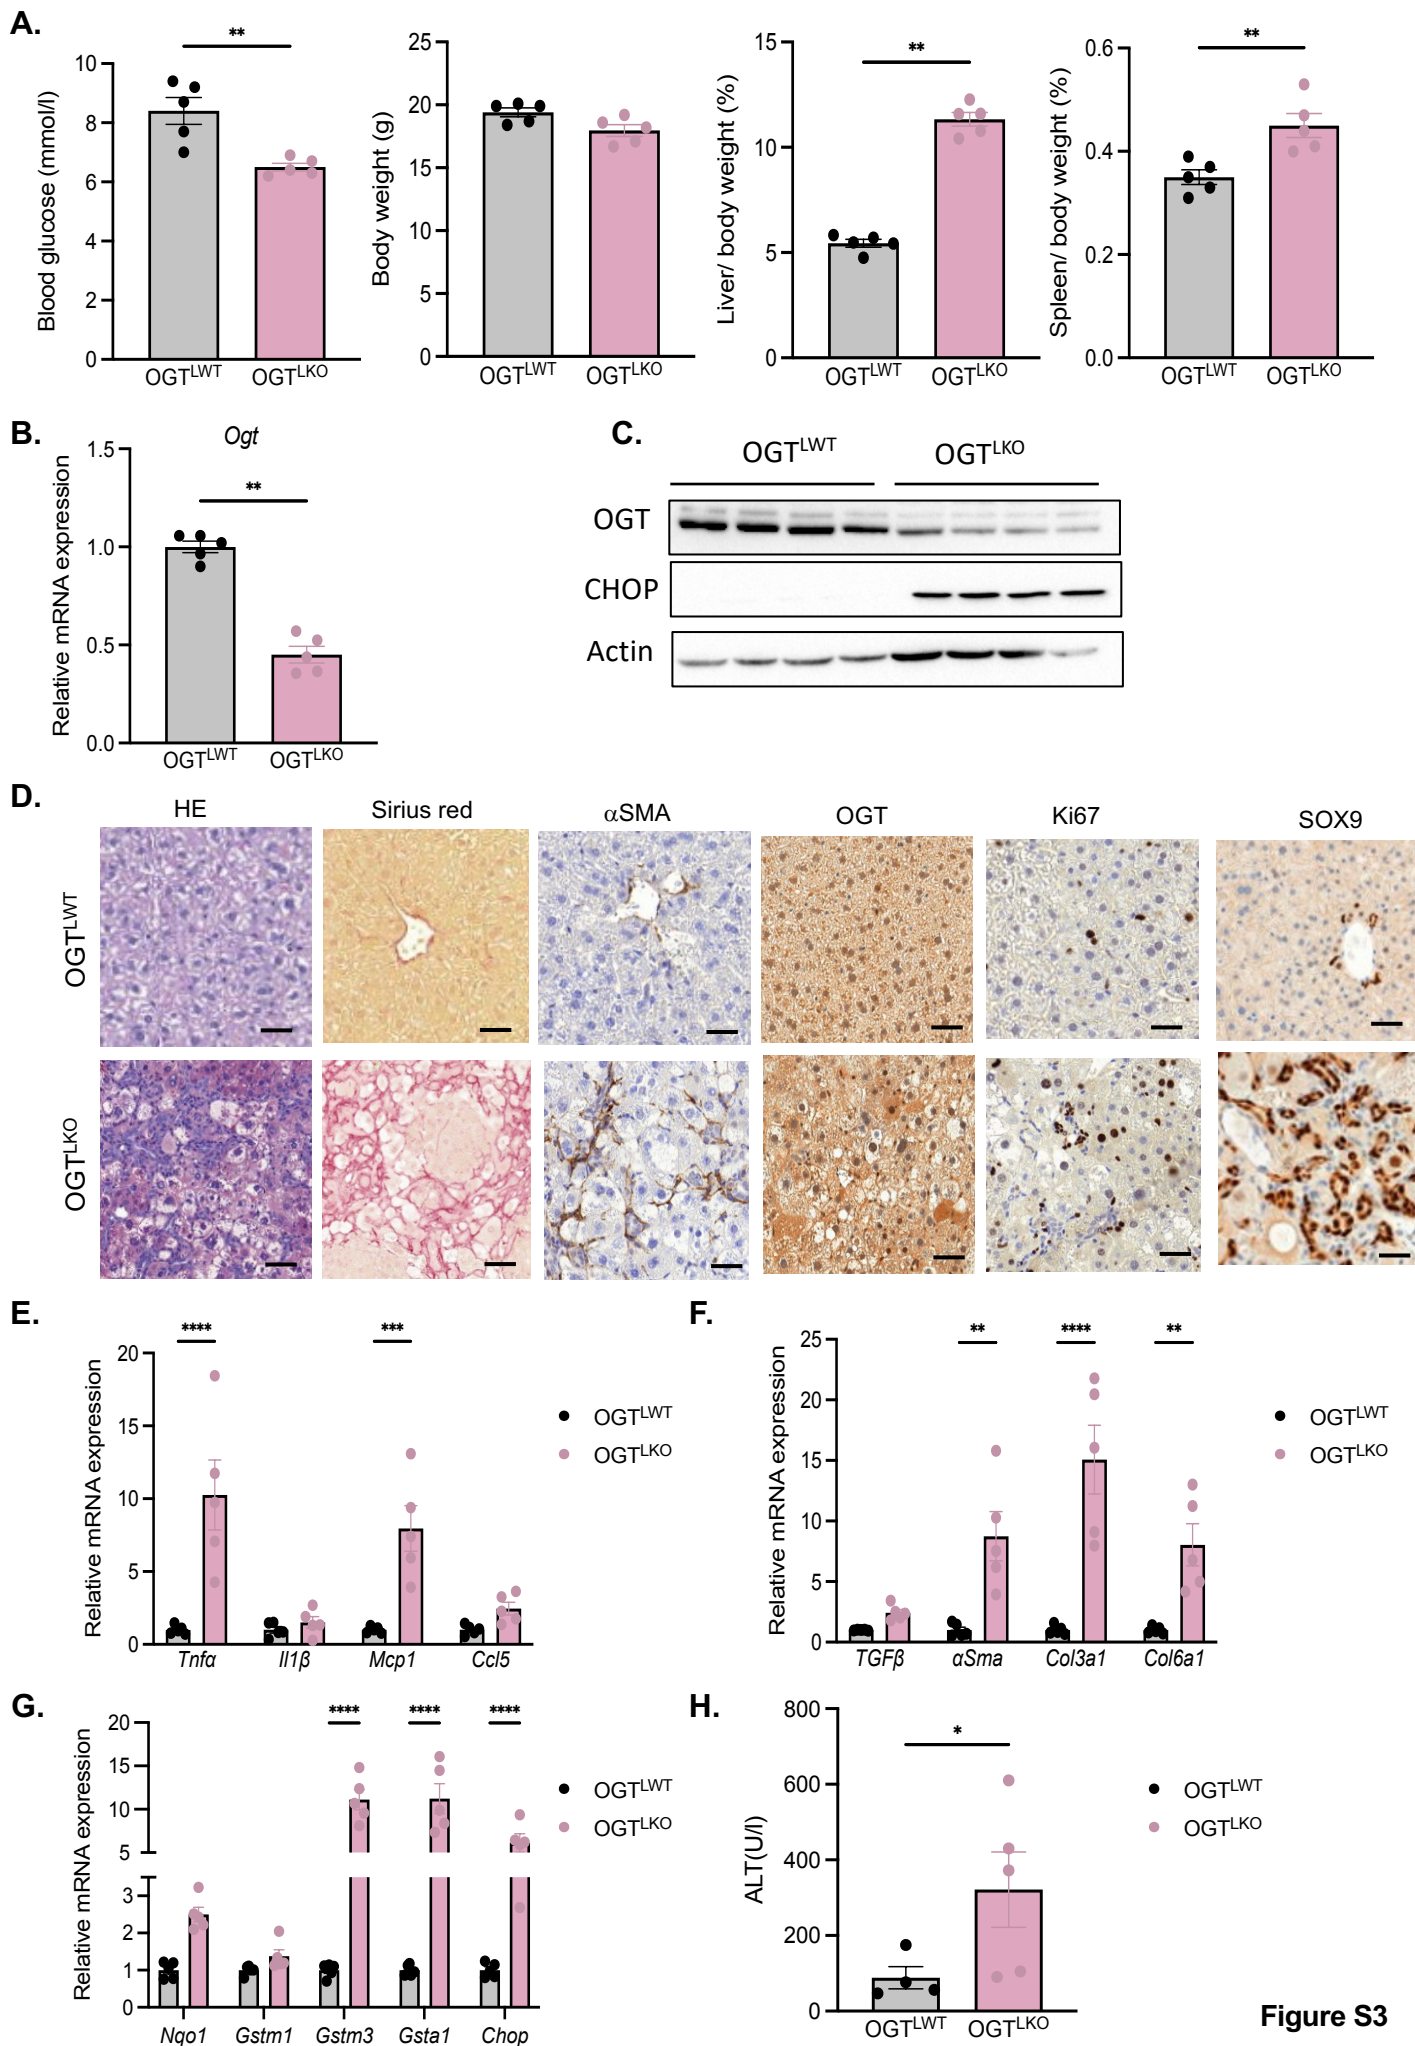 A.
Blood glucose (mmol/l)
10
8
6
4
2
0
**
OGTLWT OGTLKO
Body weight (g)
25
20
15
10
5
0
OGTLWT OGTLKO
Liver/ body weight (%)
15
10
5
0
**
OGTLWT OGTLKO
Spleen/ body weight (%)
0.6
0.4
0.2
0.0
**
OGTLWT OGTLKO
B.
Ogt
Relative mRNA expression
1.5
1.0
0.5
0.0
**
OGTLWT OGTLKO
C.
OGTLWT OGTLKO
OGT
CHOP
Actin
D.
HE Sirius red αSMA OGT Ki67 SOX9
OGTLWT
OGTLKO
E.
Relative mRNA expression
20
15
10
5
0
**** ***
Tnfα Il1β Mcp1 Ccl5
OGTLWT
OGTLKO
F.
Relative mRNA expression
25
20
15
10
5
0
** **** **
TGFβ αSma Col3a1 Col6a1
OGTLWT
OGTLKO
G.
Relative mRNA expression
20
15
10
5
3
2
1
0
**** **** ****
Nqo1 Gstm1 Gstm3 Gsta1 Chop
OGTLWT
OGTLKO
H.
ALT(U/l)
800
600
400
200
0
*
OGTLWT OGTLKO
OGTLWT
OGTLKO
Figure S3